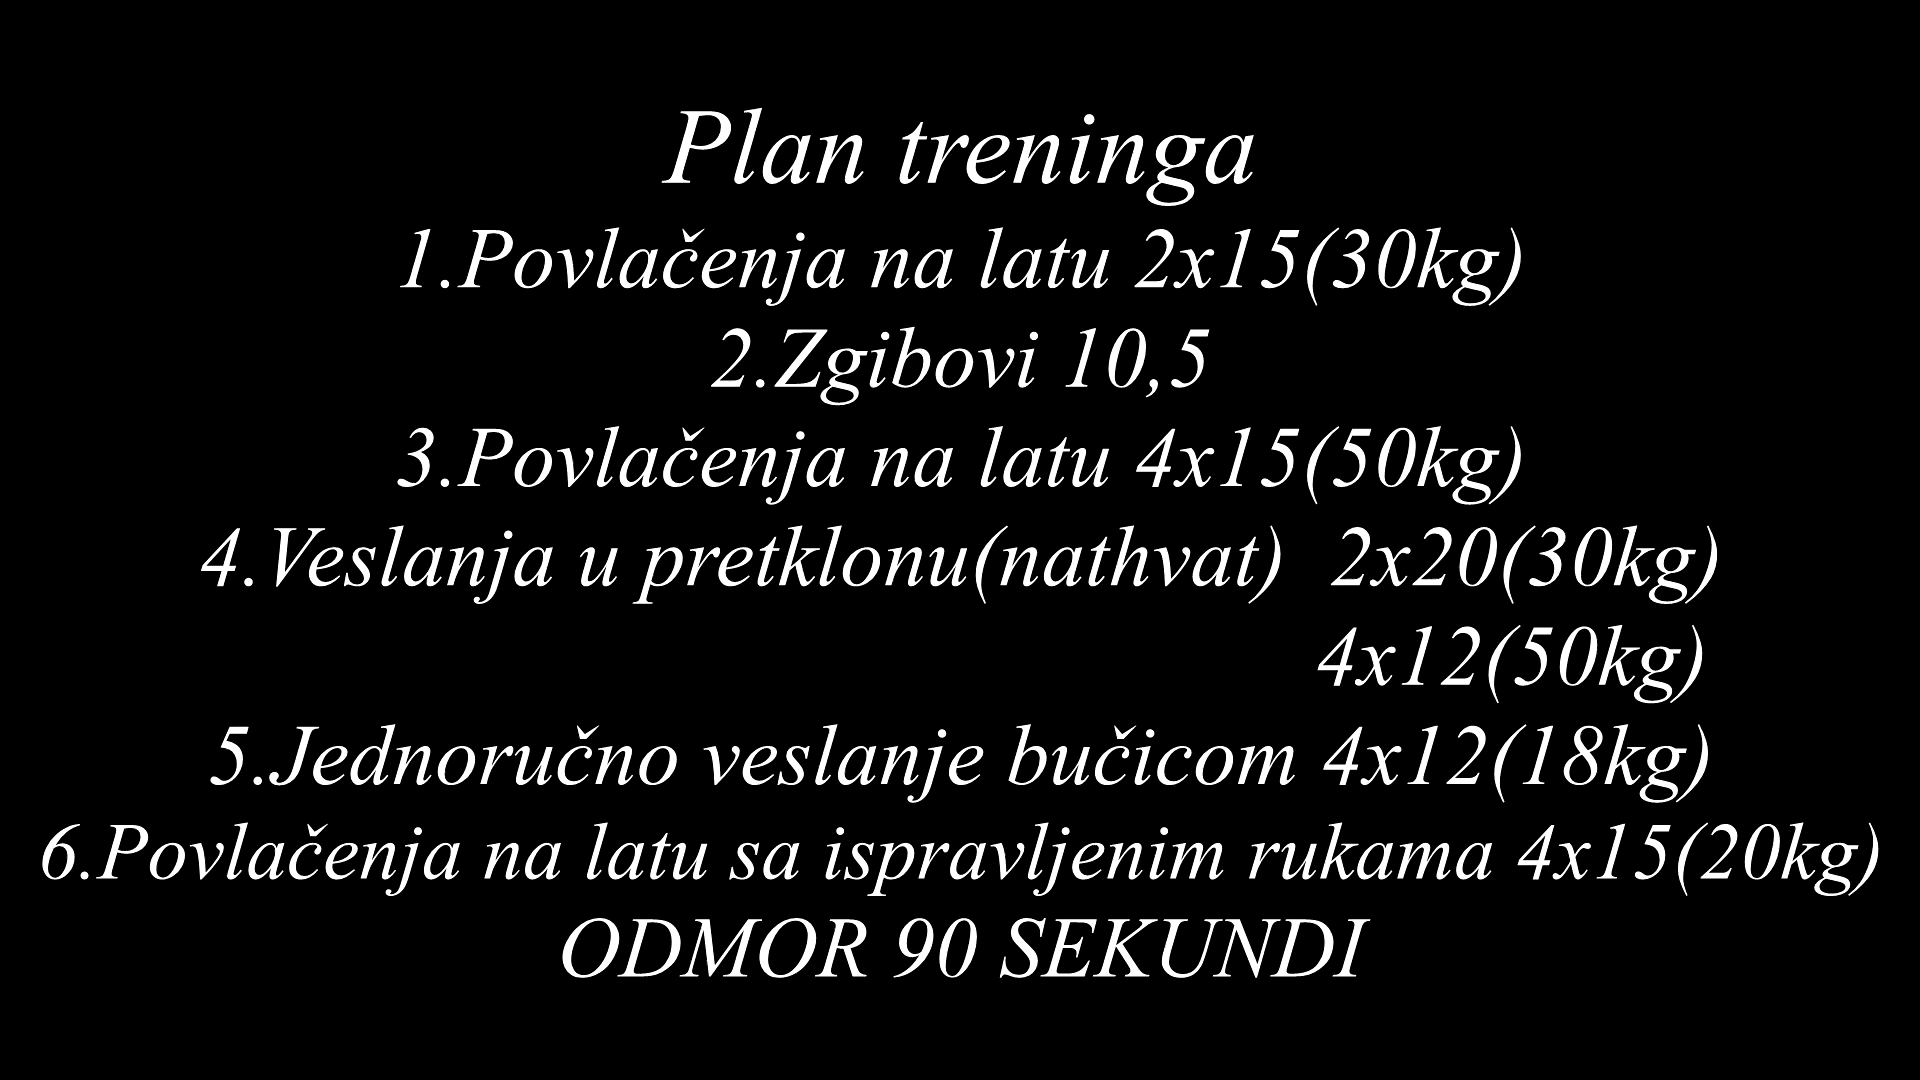 Plan treninga
1.Povlačenja na latu 2x15(30kg)
2.Zgibovi 10,5
3.Povlačenja na latu 4x15(50kg)
4.Veslanja u pretklonu(nathvat)  2x20(30kg)
4x12(50kg)
5.Jednoručno veslanje bučicom 4x12(18kg)
6.Povlačenja na latu sa ispravljenim rukama 4x15(20kg)
ODMOR 90 SEKUNDI